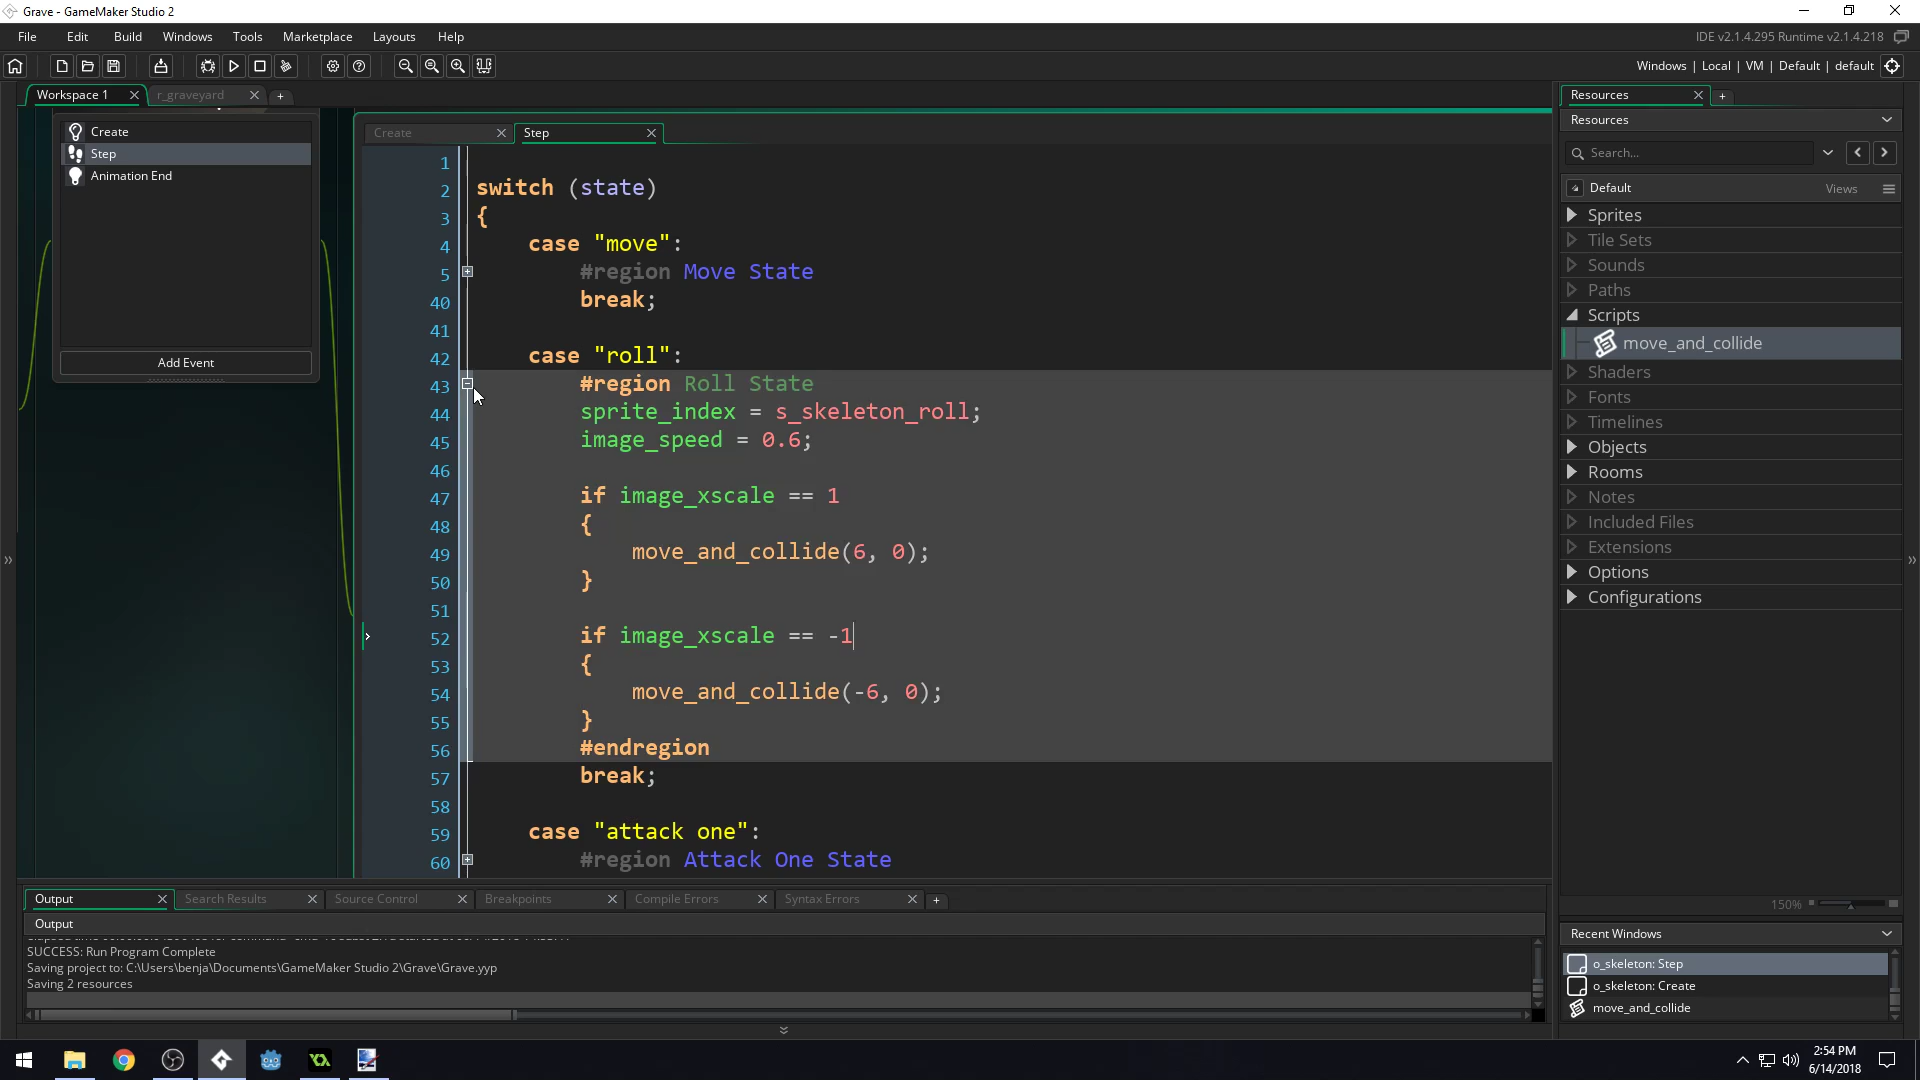 Grave - GameMaker Studio 2
File Edit Build Windows Tools Marketplace Layouts Help
IDE v2.1.4.295 Runtime v2.1.4.218
Windows | Local | VM | Default | default
Workspace 1
r_graveyard
Create
Step
Animation End
Add Event
Create
Step
1
2 switch (state)
3 {
4 case "move":
5 #region Move State
40 break;
41
42 case "roll":
43 #region Roll State
44 sprite_index = s_skeleton_roll;
45 image_speed = 0.6;
46
47 if image_xscale == 1
48 {
49 move_and_collide(6, 0);
50 }
51
52 if image_xscale == -1
53 {
54 move_and_collide(-6, 0);
55 }
56 #endregion
57 break;
58
59 case "attack one":
60 #region Attack One State
Resources
Resources
Search...
Default Views
Sprites
Tile Sets
Sounds
Paths
Scripts
move_and_collide
Shaders
Fonts
Timelines
Objects
Rooms
Notes
Included Files
Extensions
Options
Configurations
150%
Recent Windows
o_skeleton: Step
o_skeleton: Create
move_and_collide
Output Search Results Source Control Breakpoints Compile Errors Syntax Errors
Output
SUCCESS: Run Program Complete
Saving project to: C:\Users\benja\Documents\GameMaker Studio 2\Grave\Grave.yyp
Saving 2 resources
2:54 PM
6/14/2018